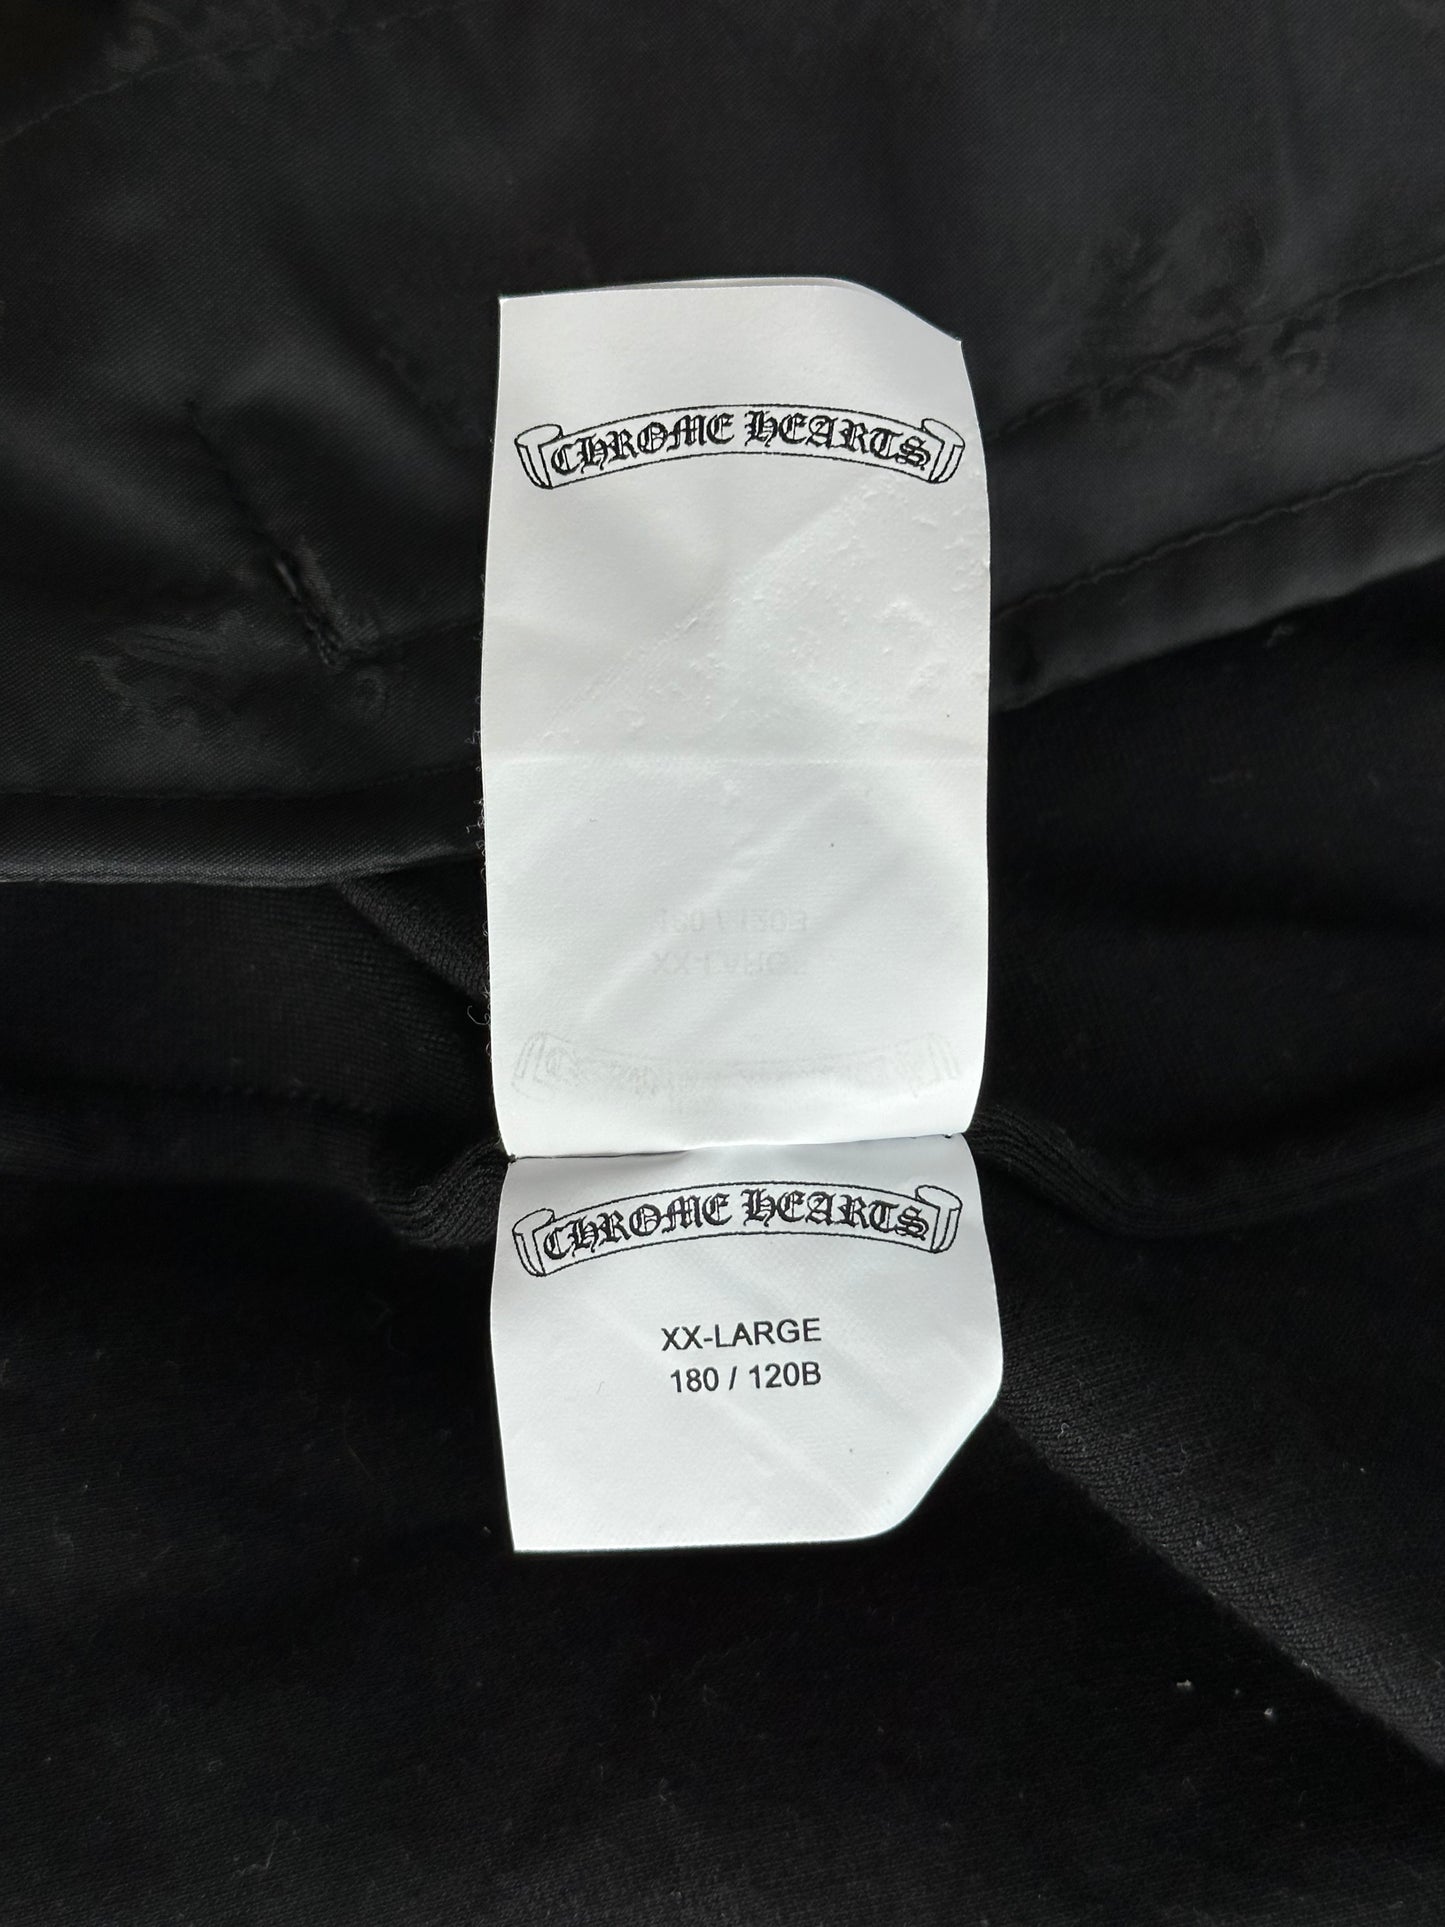 CHROME HEARTS
CHROME HEARTS
XX-LARGE
180 / 120B